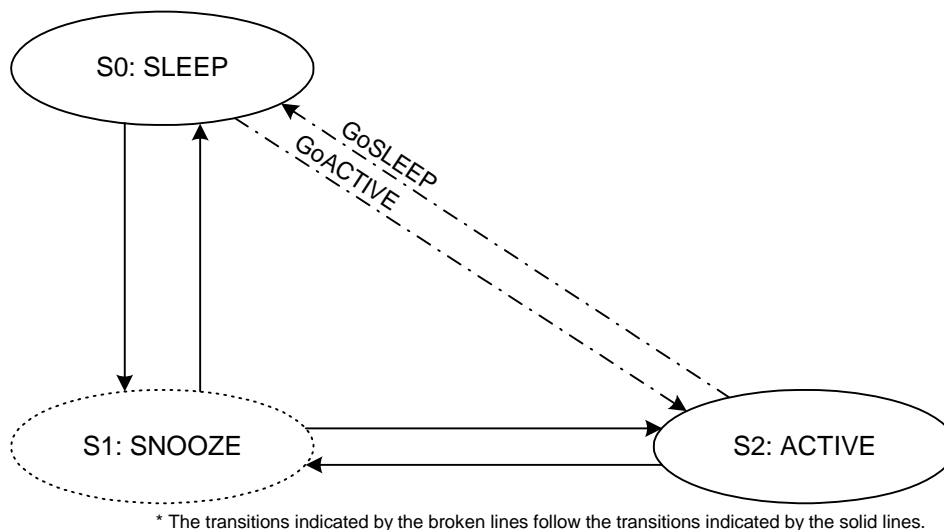 S0: SLEEP
GoSLEEP
GoACTIVE
S1: SNOOZE
S2: ACTIVE
* The transitions indicated by the broken lines follow the transitions indicated by the solid lines.